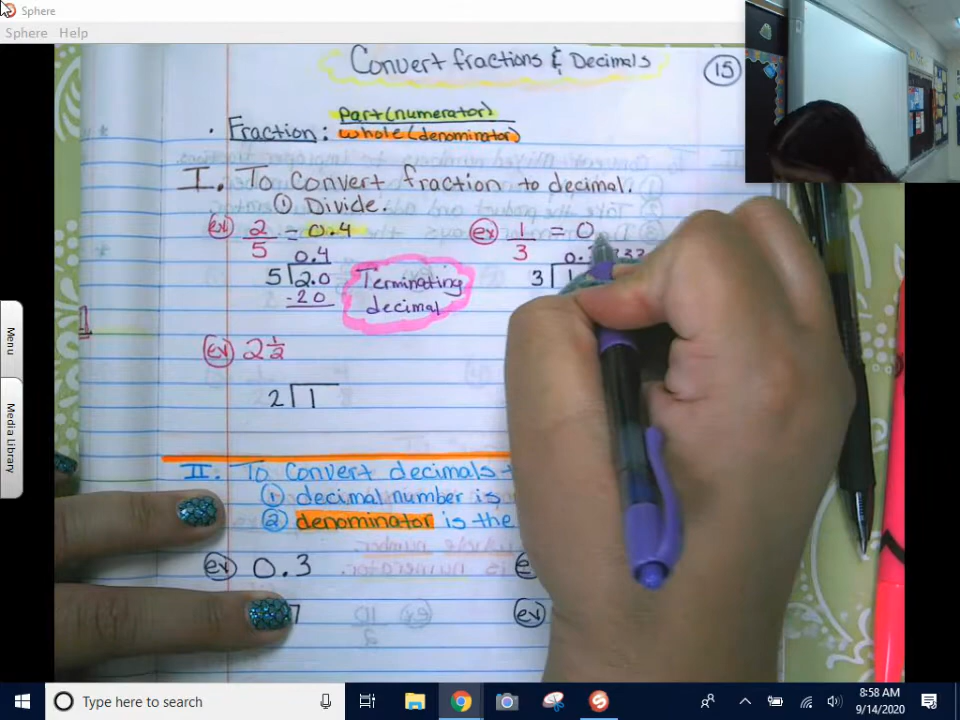 Sphere
Sphere Help
Convert fractions & Decimals
15
Fraction: part (numerator)
whole (denominator)
I. To Convert fraction to decimal.
① Divide.
ex 2/5 = 0.4
0.4
5 2.0
-20
Terminating
decimal
ex 1/3 = 0
0.
3 1
ex 2 1/2
2 1
II. To Convert decimals
① decimal number is
② denominator is the
ex 0.3
7
ex
Menu
Media Library
Type here to search
8:58 AM
9/14/2020